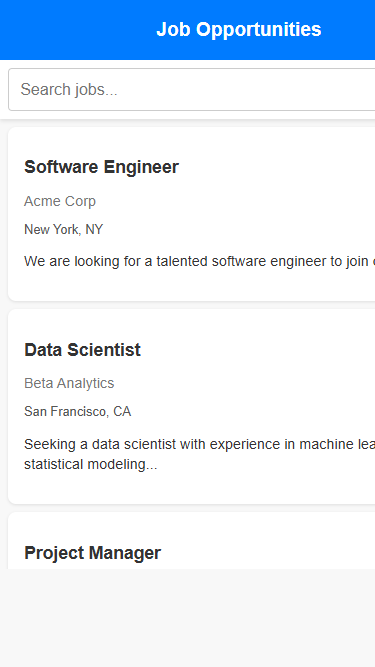 Job Opportunities
Search jobs...
Software Engineer
Acme Corp
New York, NY
We are looking for a talented software engineer to join
Data Scientist
Beta Analytics
San Francisco, CA
Seeking a data scientist with experience in machine lea
statistical modeling...
Project Manager